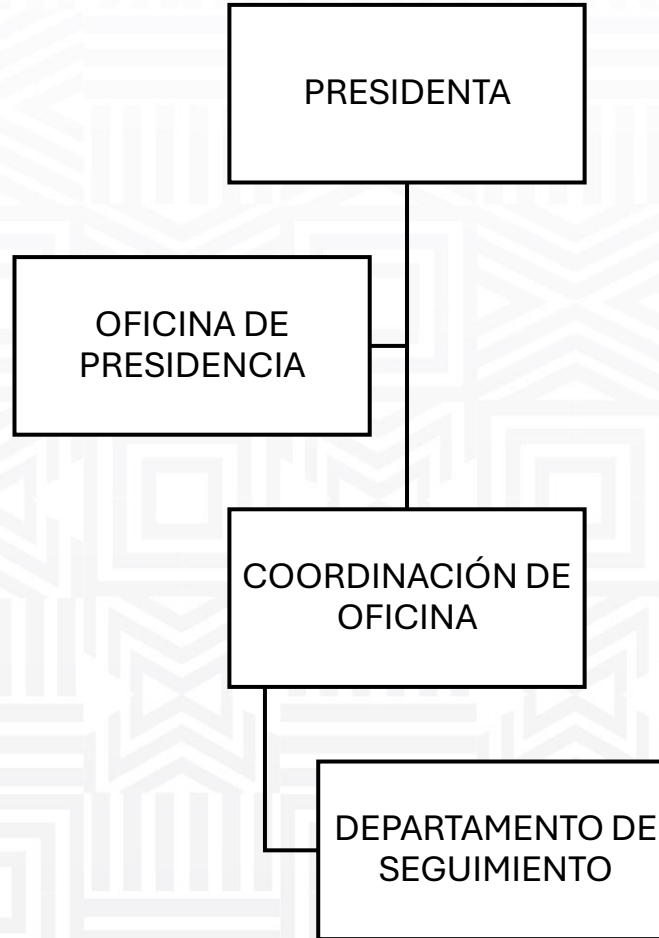 PRESIDENTA
OFICINA DE
PRESIDENCIA
COORDINACIÓN DE
OFICINA
DEPARTAMENTO DE
SEGUIMIENTO